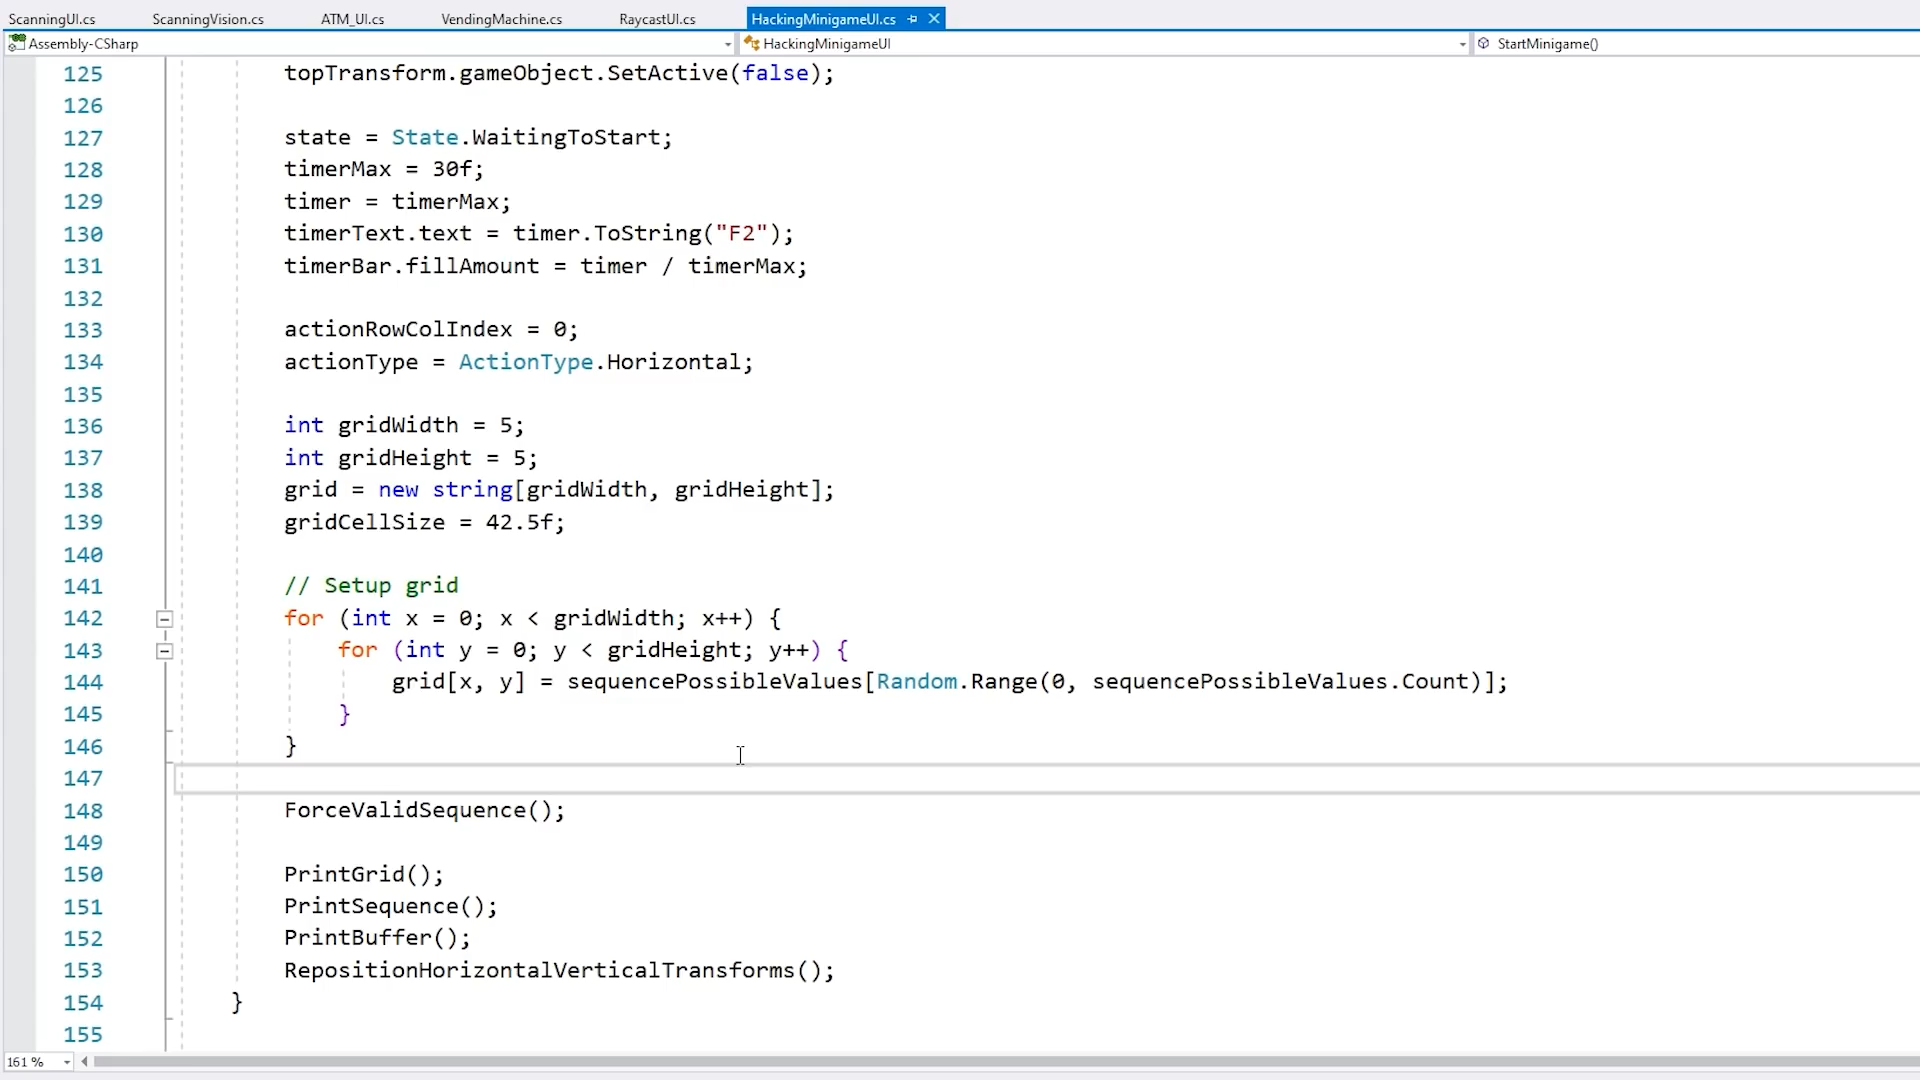 ScanningUI.cs ScanningVision.cs ATM_UI.cs VendingMachine.cs RaycastUI.cs HackingMinigameUI.cs
Assembly-CSharp HackingMinigameUI StartMinigame()
125 topTransform.gameObject.SetActive(false);
126
127 state = State.WaitingToStart;
128 timerMax = 30f;
129 timer = timerMax;
130 timerText.text = timer.ToString("F2");
131 timerBar.fillAmount = timer / timerMax;
132
133 actionRowColIndex = 0;
134 actionType = ActionType.Horizontal;
135
136 int gridWidth = 5;
137 int gridHeight = 5;
138 grid = new string[gridWidth, gridHeight];
139 gridCellSize = 42.5f;
140
141 // Setup grid
142 for (int x = 0; x < gridWidth; x++) {
143 for (int y = 0; y < gridHeight; y++) {
144 grid[x, y] = sequencePossibleValues[Random.Range(0, sequencePossibleValues.Count)];
145 }
146 }
147
148 ForceValidSequence();
149
150 PrintGrid();
151 PrintSequence();
152 PrintBuffer();
153 RepositionHorizontalVerticalTransforms();
154 }
155
161 %